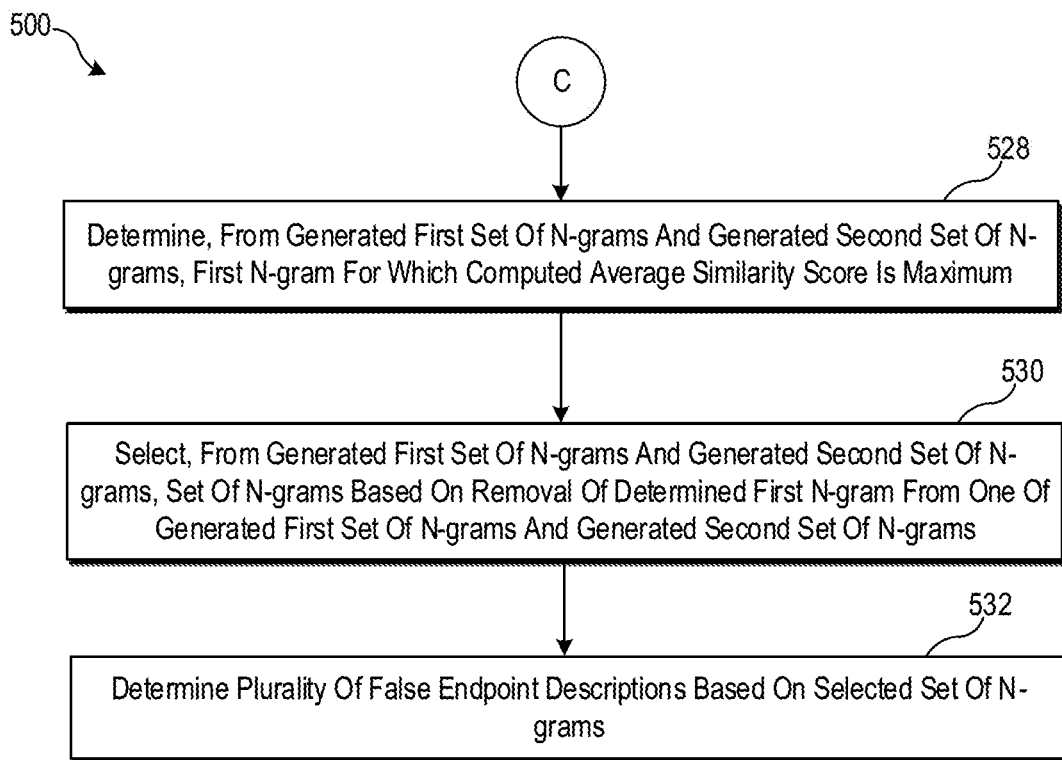 500
C
528
Determine, From Generated First Set Of N-grams And Generated Second Set Of N-
grams, First N-gram For Which Computed Average Similarity Score Is Maximum
530
Select, From Generated First Set Of N-grams And Generated Second Set Of N-
grams, Set Of N-grams Based On Removal Of Determined First N-gram From One Of
Generated First Set Of N-grams And Generated Second Set Of N-grams
532
Determine Plurality Of False Endpoint Descriptions Based On Selected Set Of N-
grams